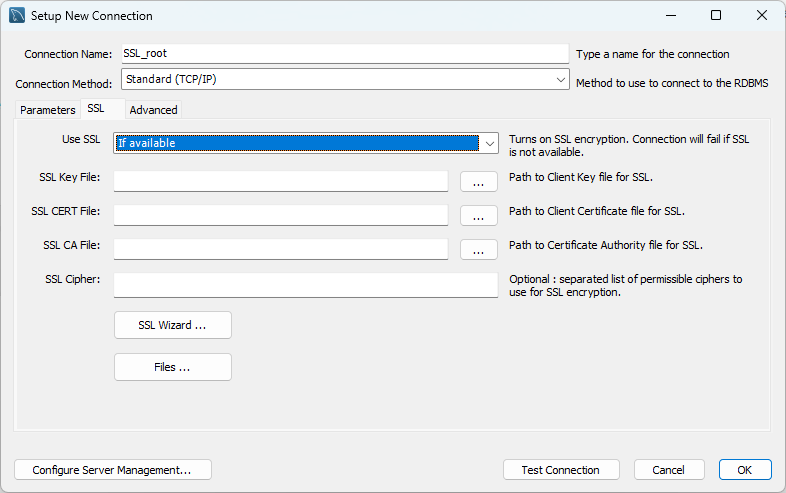 Setup New Connection
Connection Name: SSL_root Type a name for the connection
Connection Method: Standard (TCP/IP) Method to use to connect to the RDBMS
Parameters SSL Advanced
Use SSL If available Turns on SSL encryption. Connection will fail if SSL
is not available.
SSL Key File: ... Path to Client Key file for SSL.
SSL CERT File: ... Path to Client Certificate file for SSL.
SSL CA File: ... Path to Certificate Authority file for SSL.
SSL Cipher: Optional : separated list of permissible ciphers to
use for SSL encryption.
SSL Wizard ...
Files ...
Configure Server Management... Test Connection Cancel OK